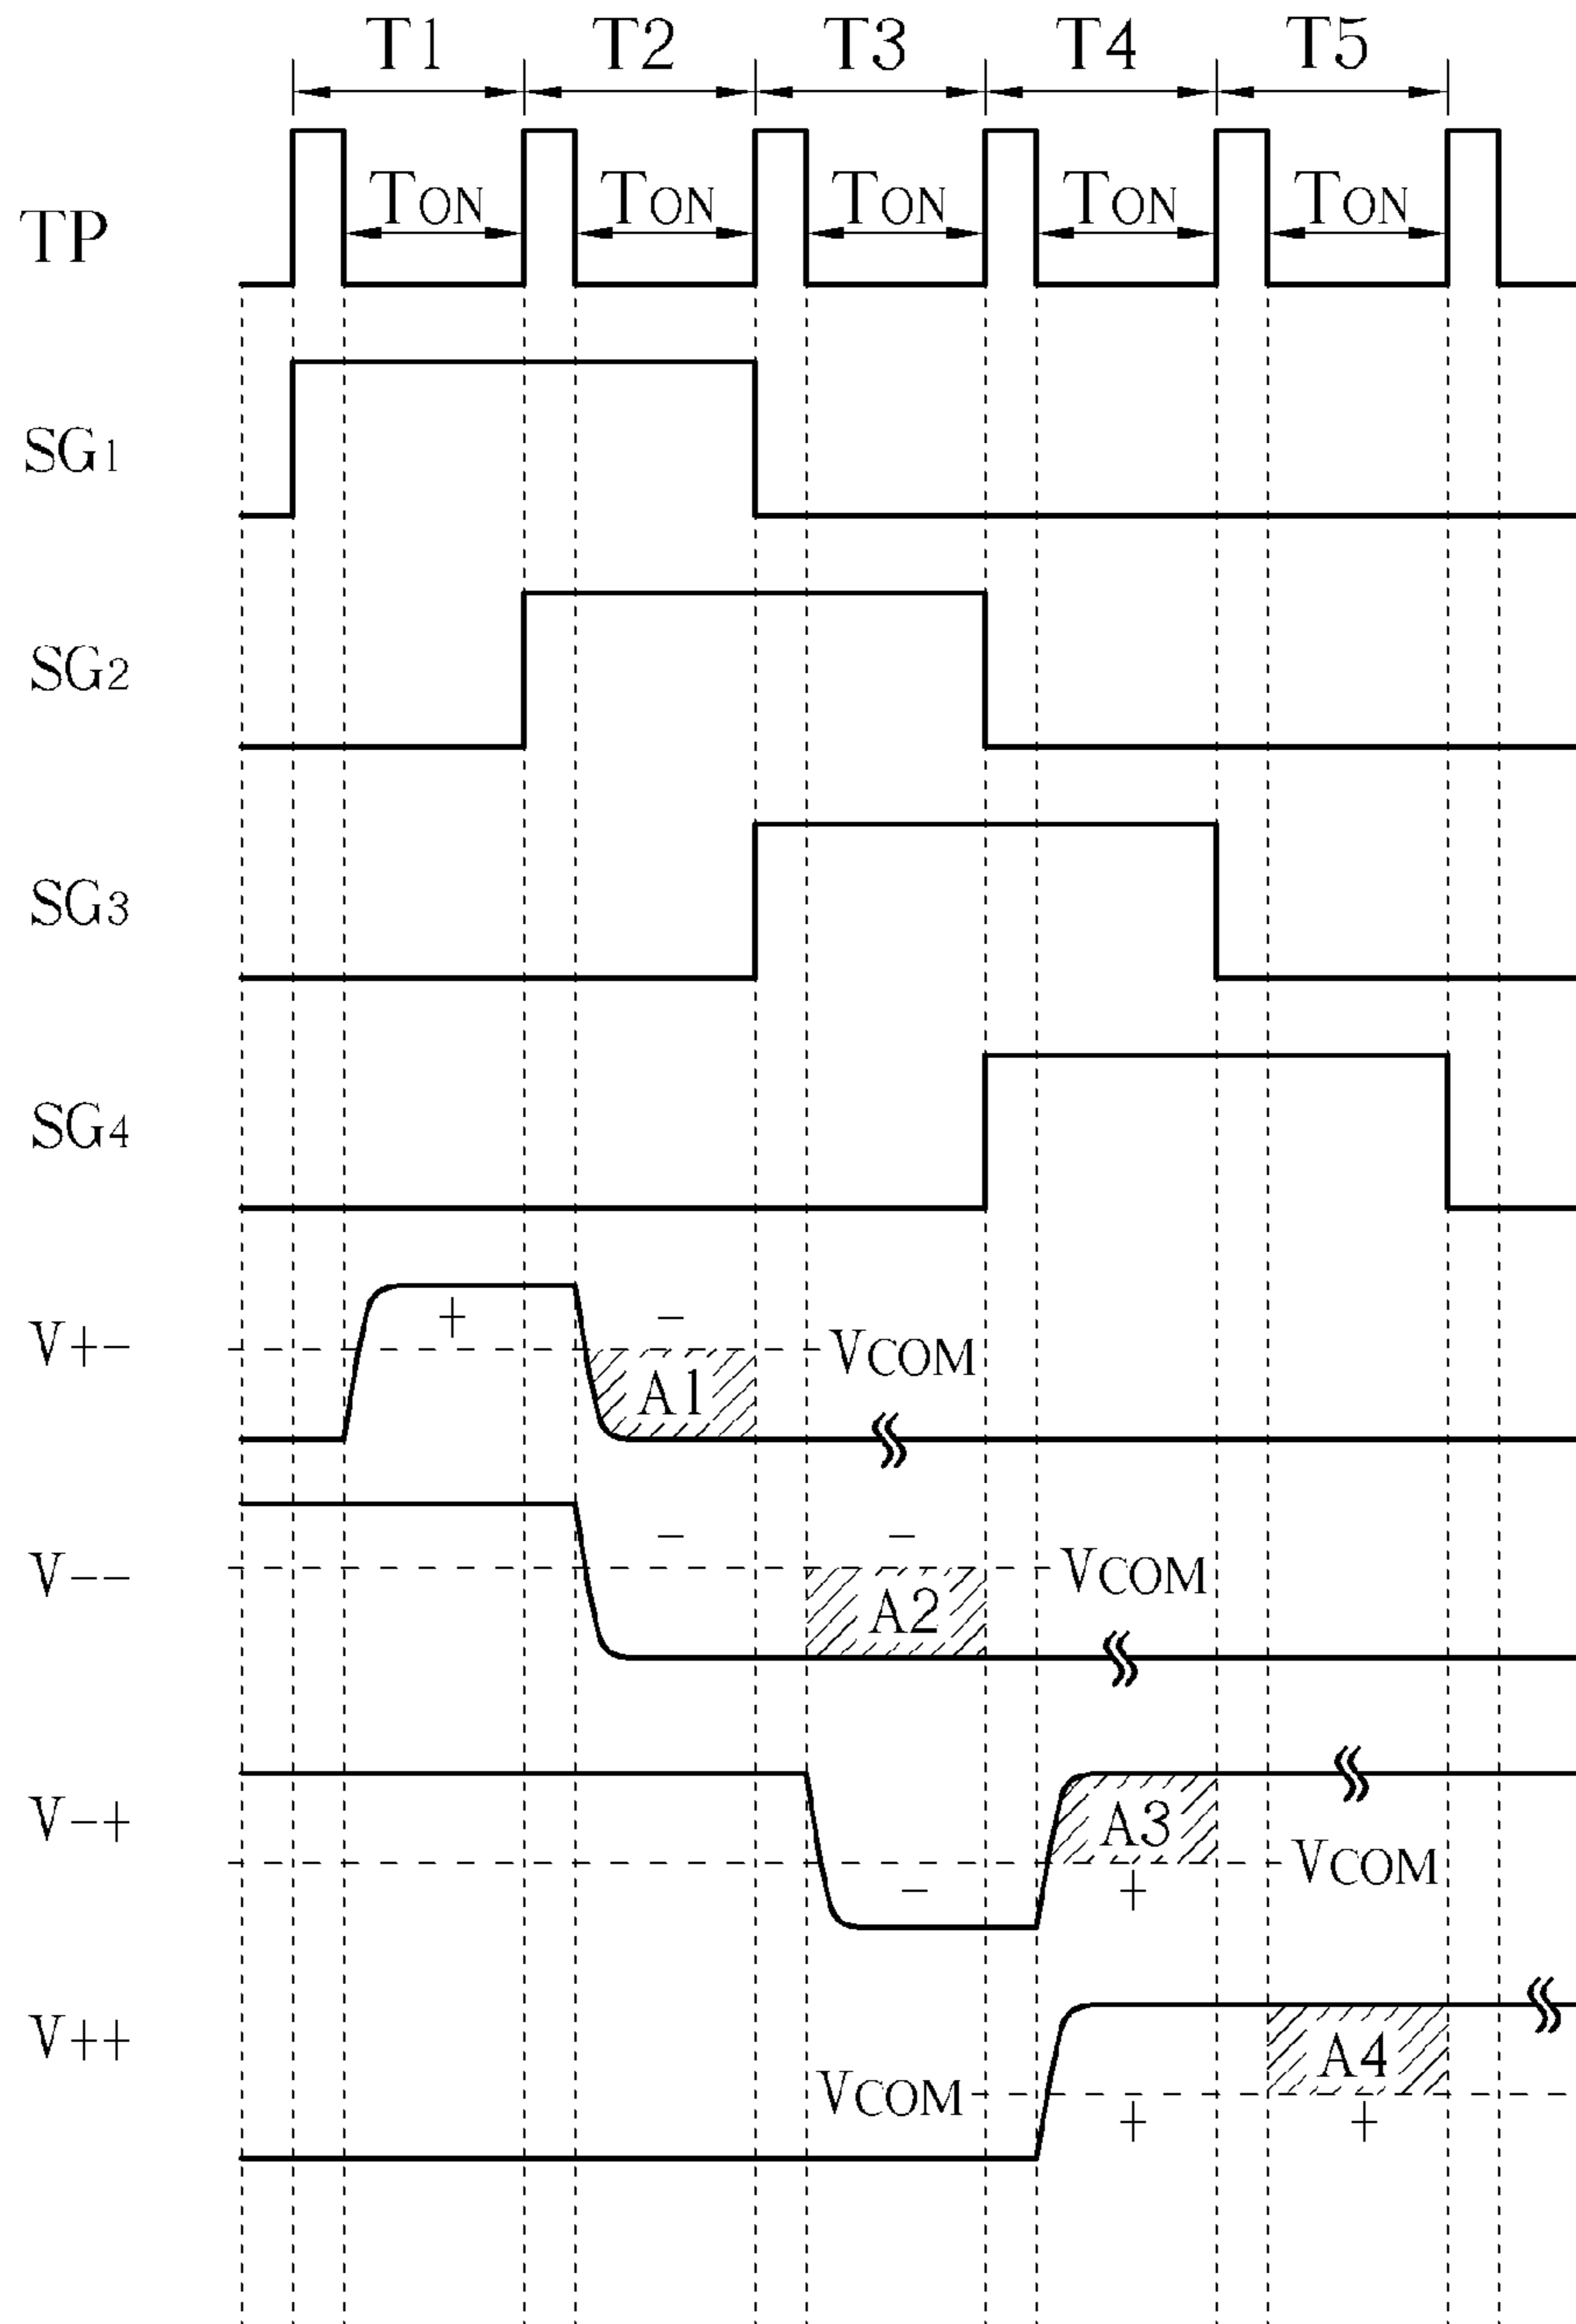 T1 T2 T3 T4 T5
TP TON TON TON TON TON
SG1
SG2
SG3
SG4
V+- + - VCOM
A1
V-- - - VCOM
A2
V-+ A3
- + VCOM
V++ A4
VCOM + +